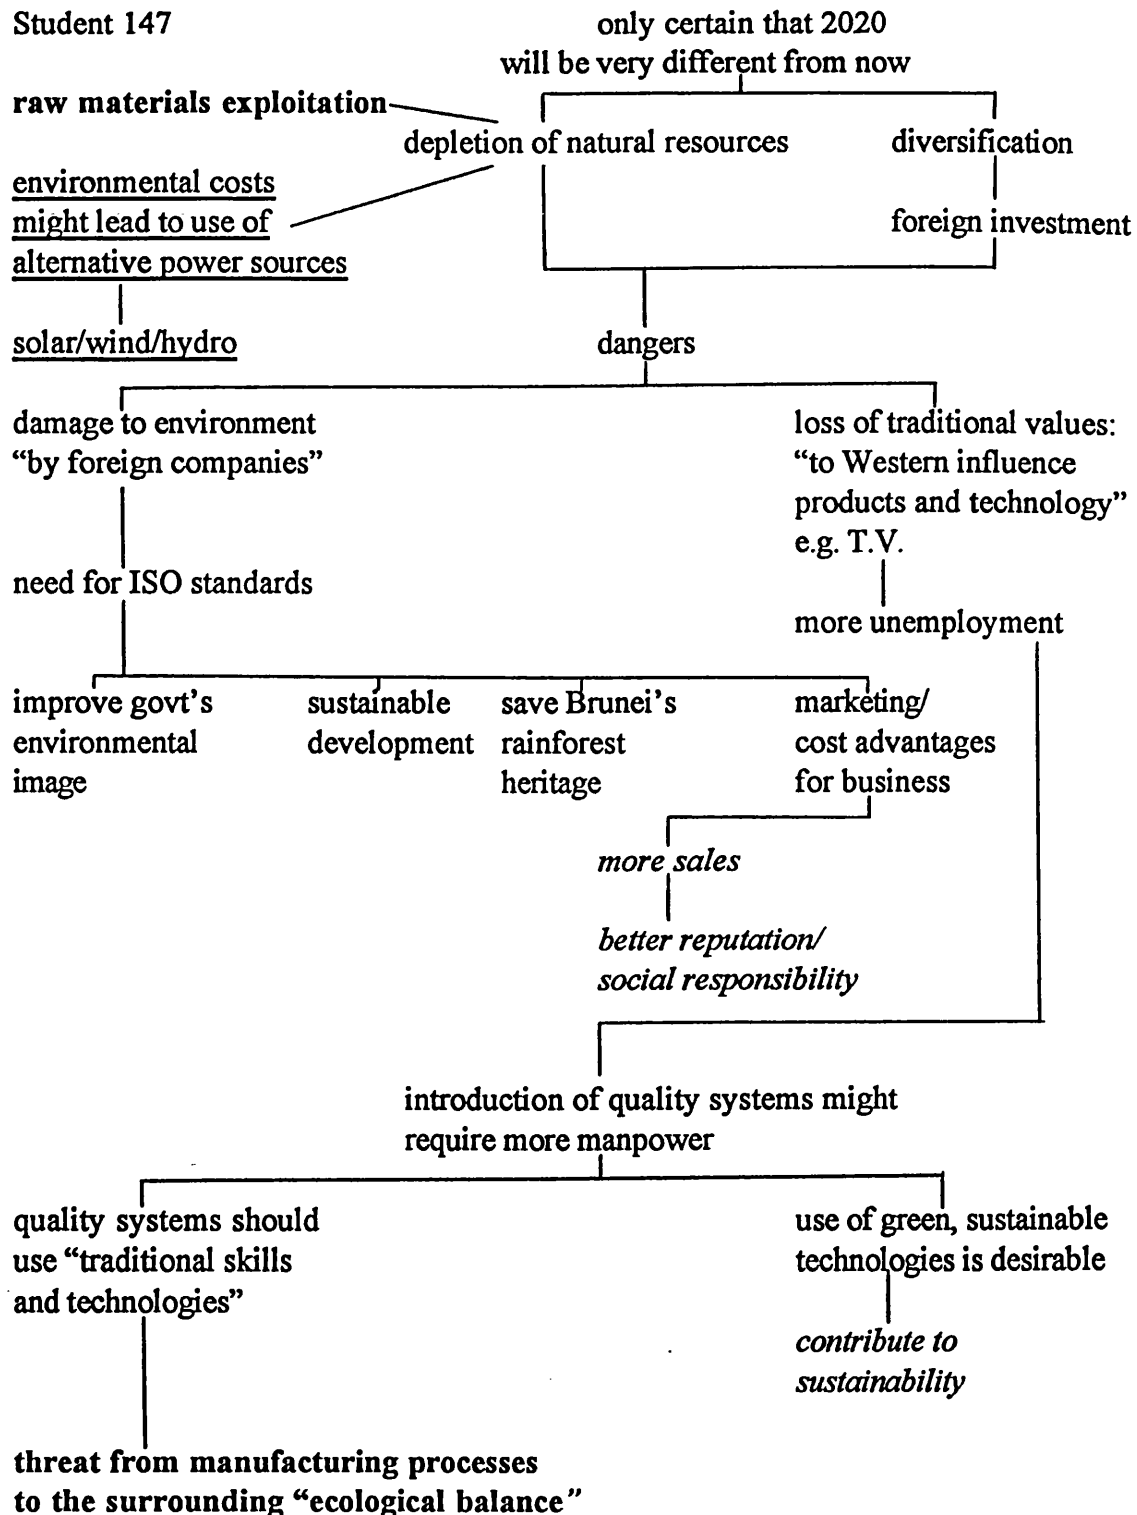 Student 147
only certain that 2020
will be very different from now
raw materials exploitation
depletion of natural resources
diversification
environmental costs
might lead to use of
alternative power sources
foreign investment
solar/wind/hydro
dangers
damage to environment
“by foreign companies”
loss of traditional values:
“to Western influence
products and technology”
e.g. T.V.
need for ISO standards
more unemployment
improve govt's
environmental
image
sustainable
development
save Brunei's
rainforest
heritage
marketing/
cost advantages
for business
more sales
better reputation/
social responsibility
introduction of quality systems might
require more manpower
quality systems should
use “traditional skills
and technologies”
use of green, sustainable
technologies is desirable
contribute to
sustainability
threat from manufacturing processes
to the surrounding “ecological balance”